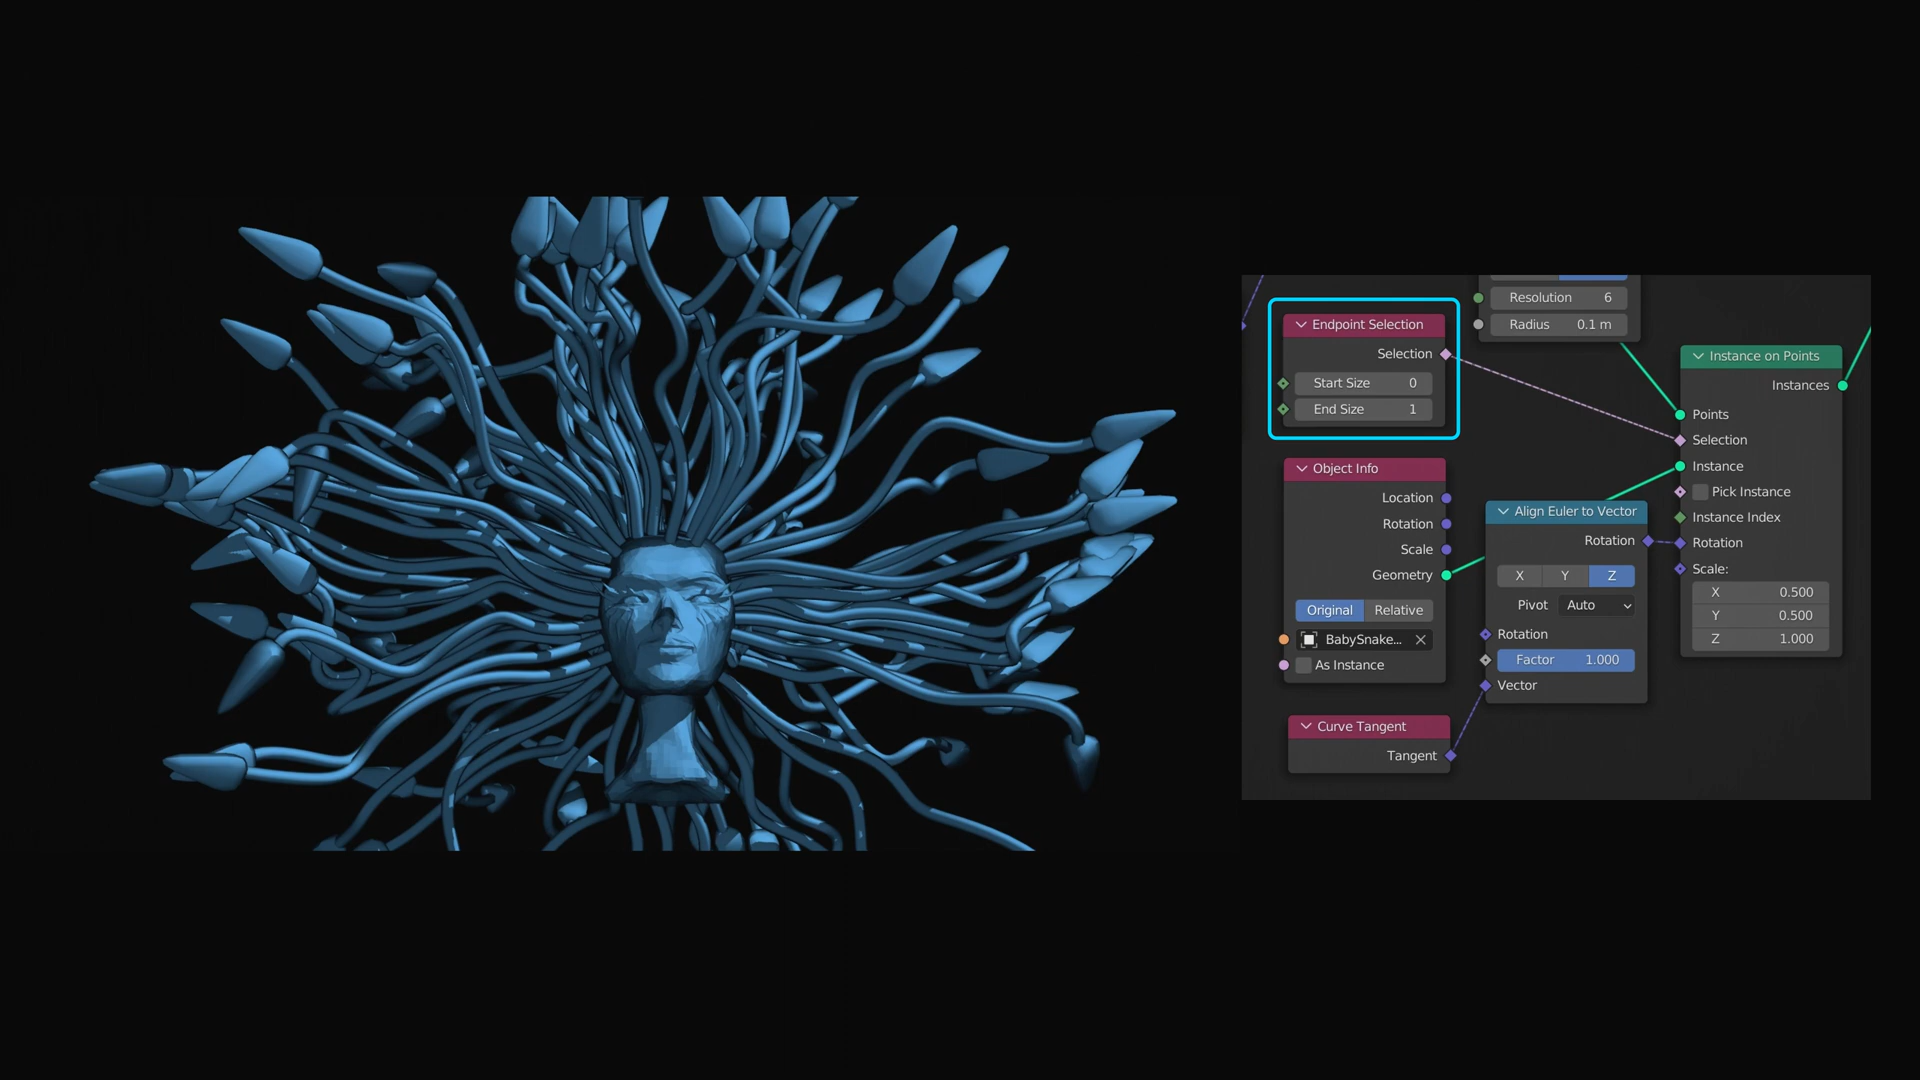 Resolution 6
Radius 0.1 m
Endpoint Selection
Selection
Start Size 0
End Size 1
Object Info
Location
Rotation
Scale
Geometry
Original Relative
BabySnake...
As Instance
Curve Tangent
Tangent
Align Euler to Vector
Rotation
X Y Z
Pivot Auto
Rotation
Factor 1.000
Vector
Instance on Points
Instances
Points
Selection
Instance
Pick Instance
Instance Index
Rotation
Scale:
X 0.500
Y 0.500
Z 1.000